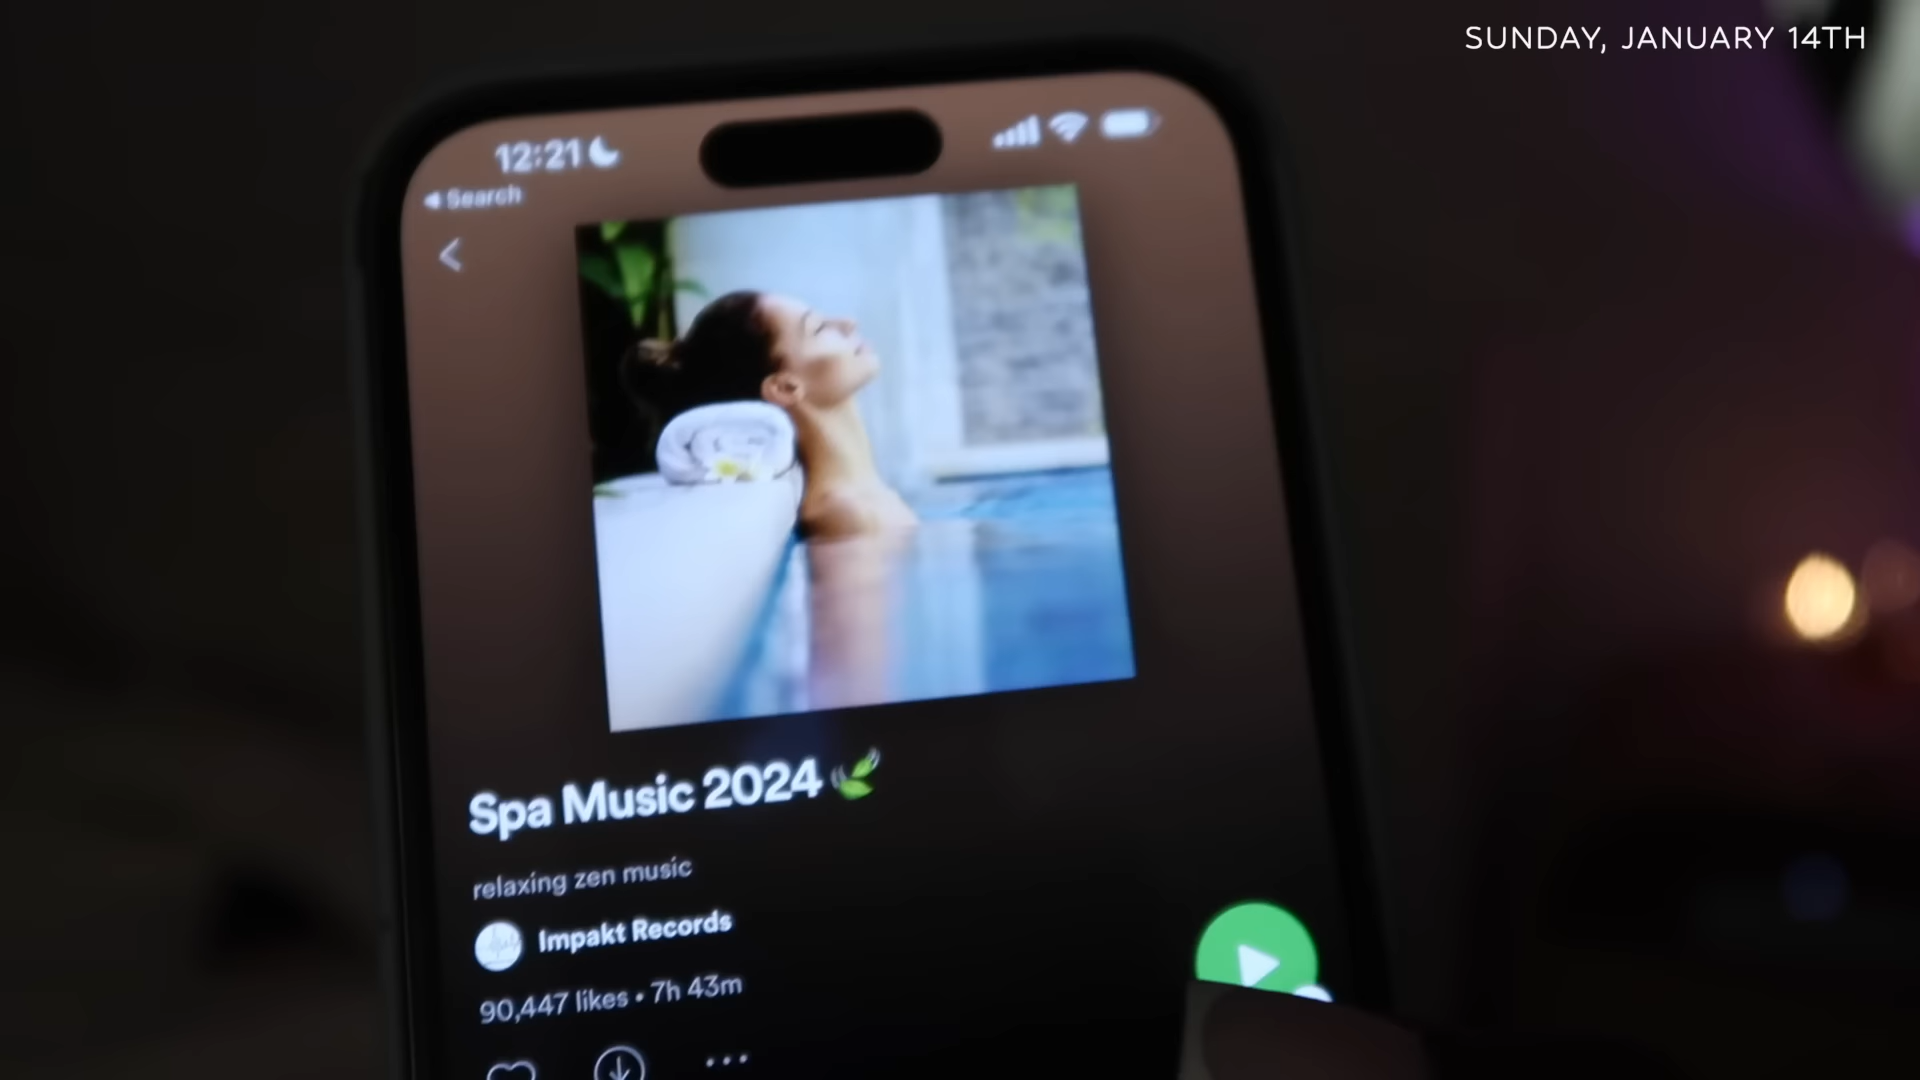 SUNDAY, JANUARY 14TH
12:21
Search
Spa Music 2024
relaxing zen music
Impakt Records
90,447 likes • 7h 43m